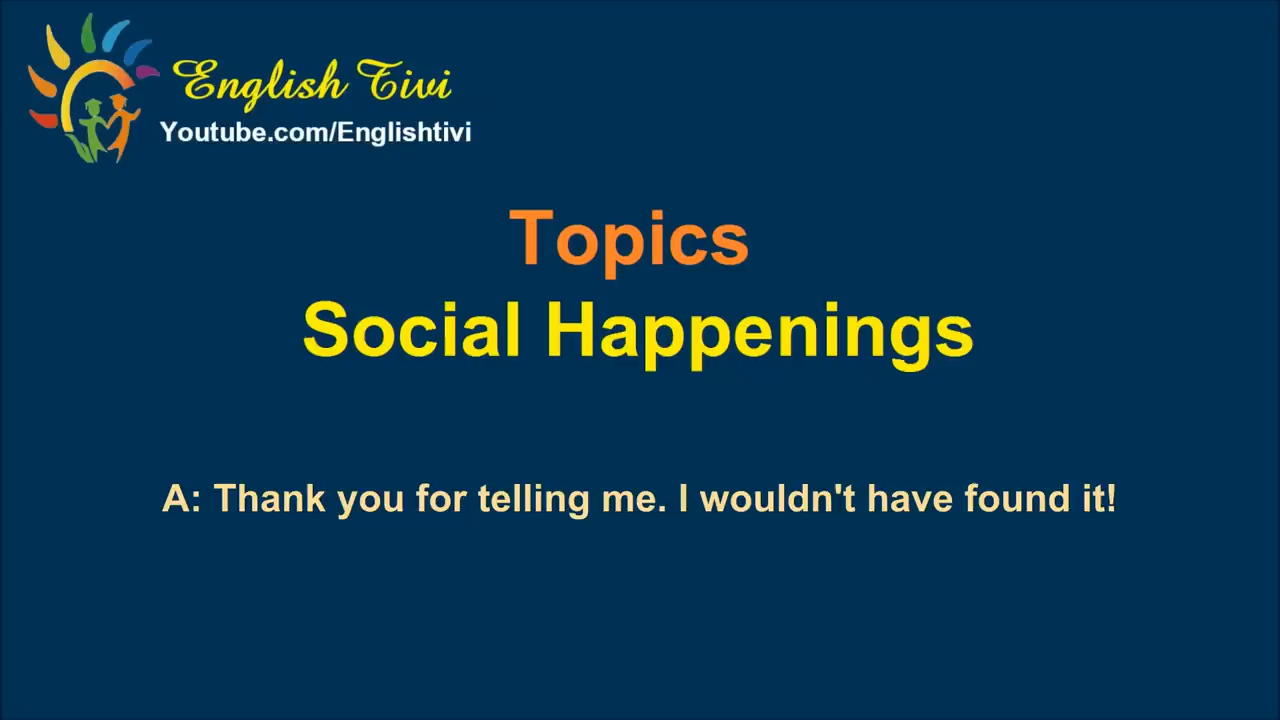 English Tivi
Youtube.com/Englishtivi
Topics
Social Happenings
A: Thank you for telling me. I wouldn't have found it!